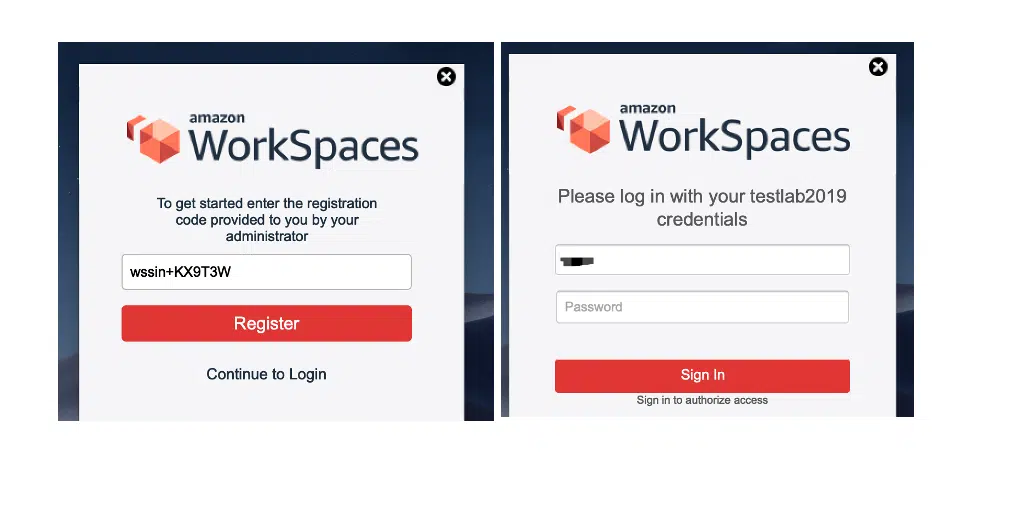 amazon
WorkSpaces
To get started enter the registration
code provided to you by your
administrator
wssin+KX9T3W
Register
Continue to Login
amazon
WorkSpaces
Please log in with your testlab2019
credentials
Password
Sign In
Sign in to authorize access